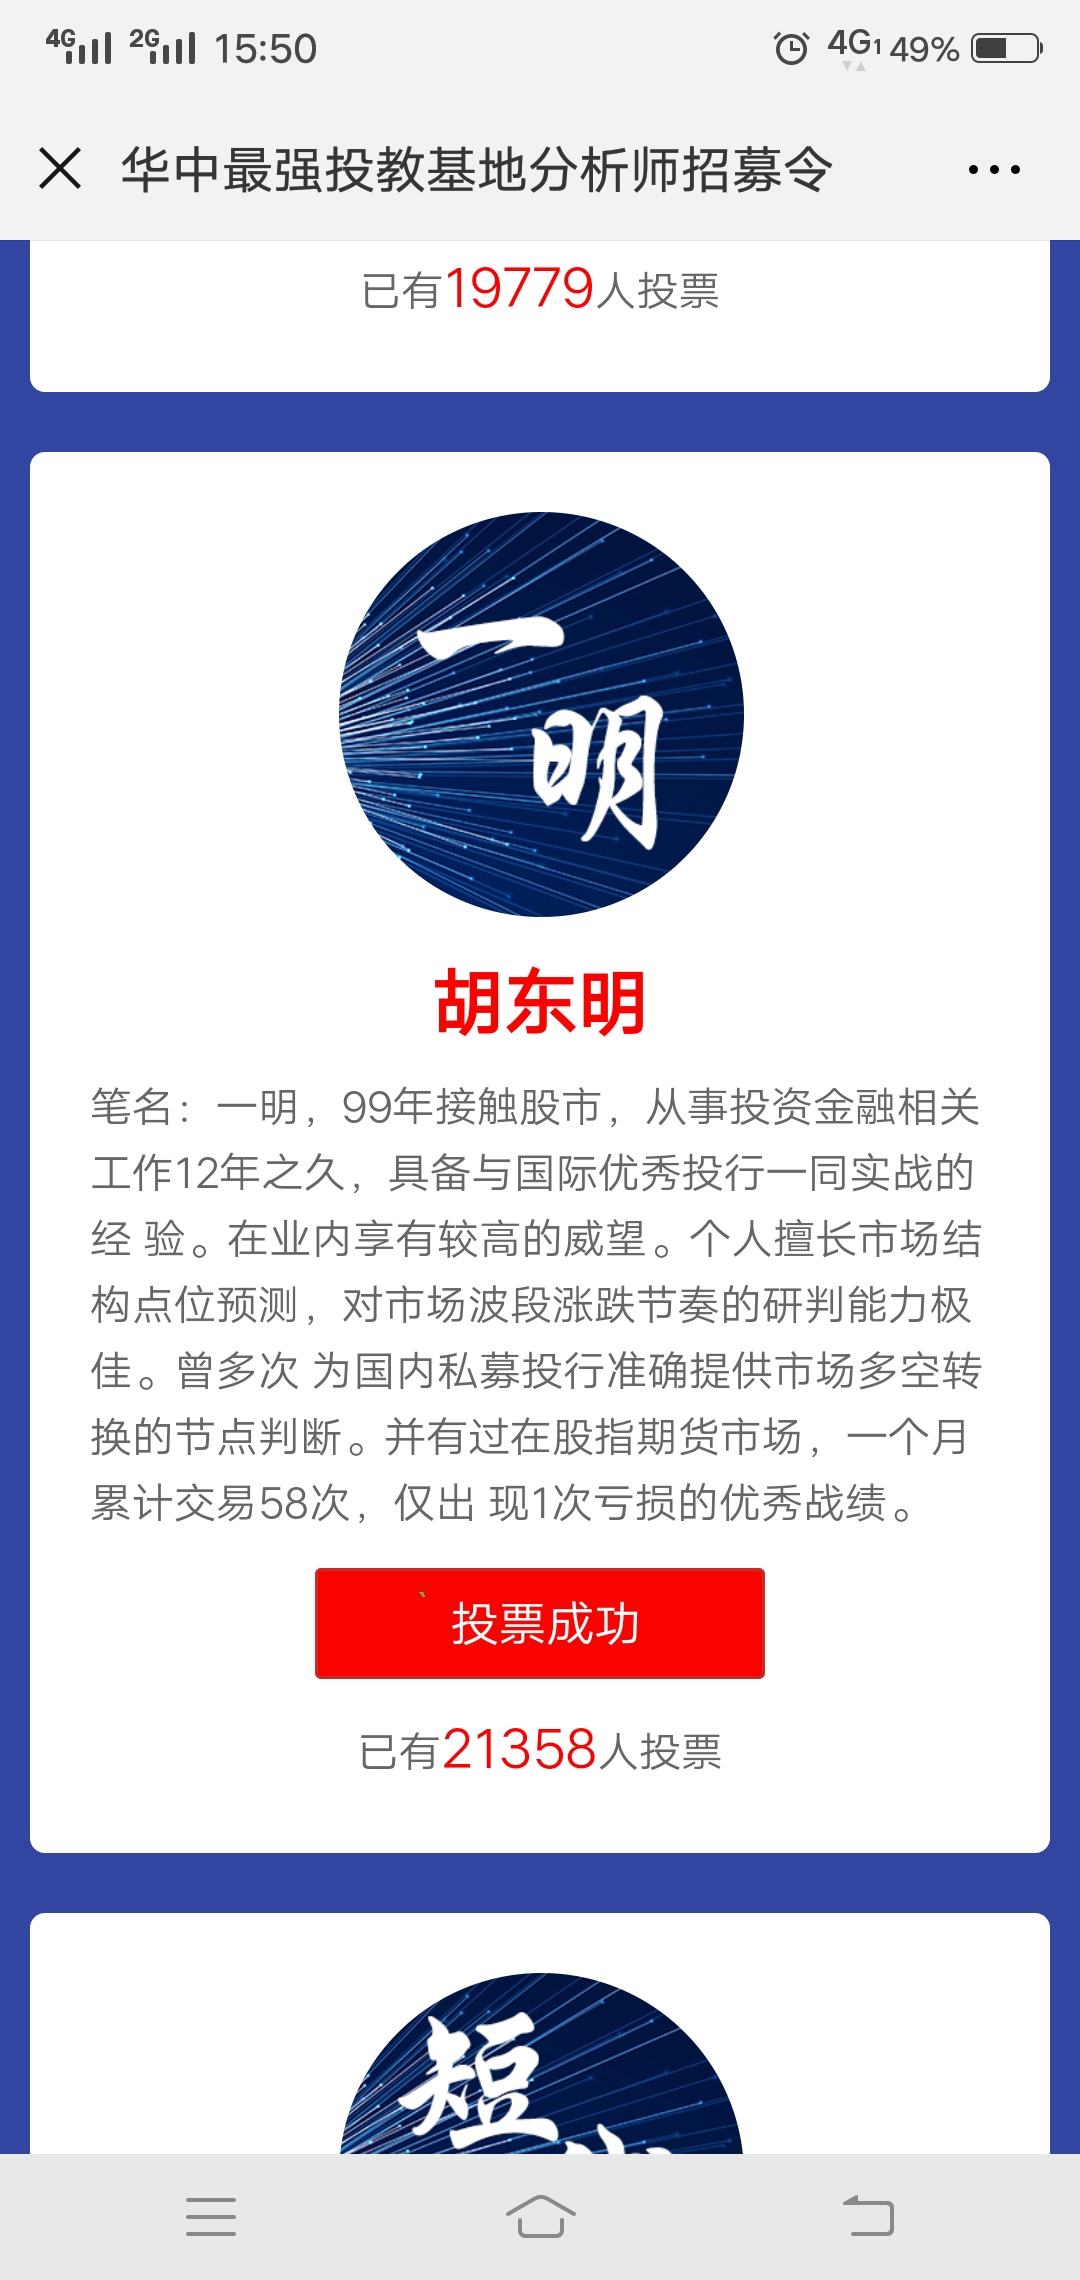 4G 2G 15:50 4G1 49%
华中最强投教基地分析师招募令
已有19779人投票
一
明
胡东明
笔名：一明，99年接触股市，从事投资金融相关
工作12年之久，具备与国际优秀投行一同实战的
经 验。在业内享有较高的威望。个人擅长市场结
构点位预测，对市场波段涨跌节奏的研判能力极
佳。曾多次 为国内私募投行准确提供市场多空转
换的节点判断。并有过在股指期货市场，一个月
累计交易58次，仅出 现1次亏损的优秀战绩。
投票成功
已有21358人投票
短